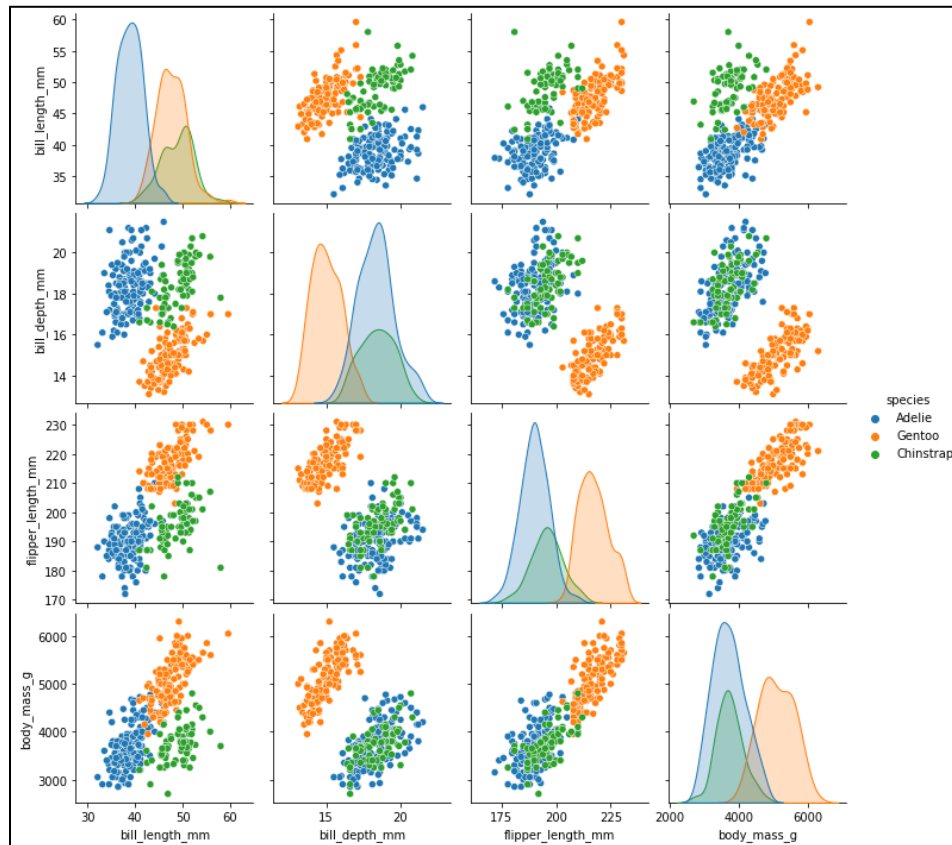 60
55
50
45
40
35
bill_length_mm
20
18
16
14
bill_depth_mm
230
220
210
200
190
180
170
flipper_length_mm
species
Adelie
Gentoo
Chinstrap
6000
5000
4000
3000
body_mass_g
30 40 50 60
bill_length_mm
15 20
bill_depth_mm
175 200 225
flipper_length_mm
2000 4000 6000
body_mass_g